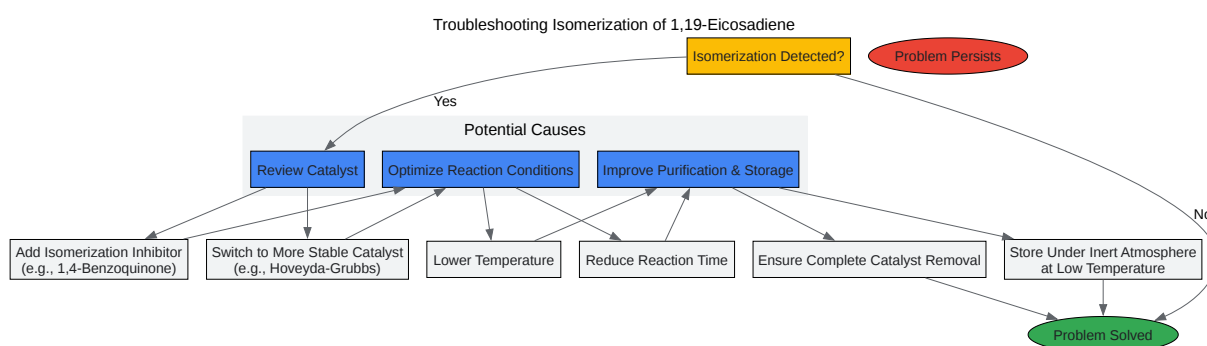 Troubleshooting Isomerization of 1,19-Eicosadiene
Isomerization Detected?
Problem Persists
Yes
Potential Causes
Review Catalyst
Optimize Reaction Conditions
Improve Purification & Storage
No
Add Isomerization Inhibitor
(e.g., 1,4-Benzoquinone)
Switch to More Stable Catalyst
(e.g., Hoveyda-Grubbs)
Lower Temperature
Reduce Reaction Time
Ensure Complete Catalyst Removal
Store Under Inert Atmosphere
at Low Temperature
Problem Solved